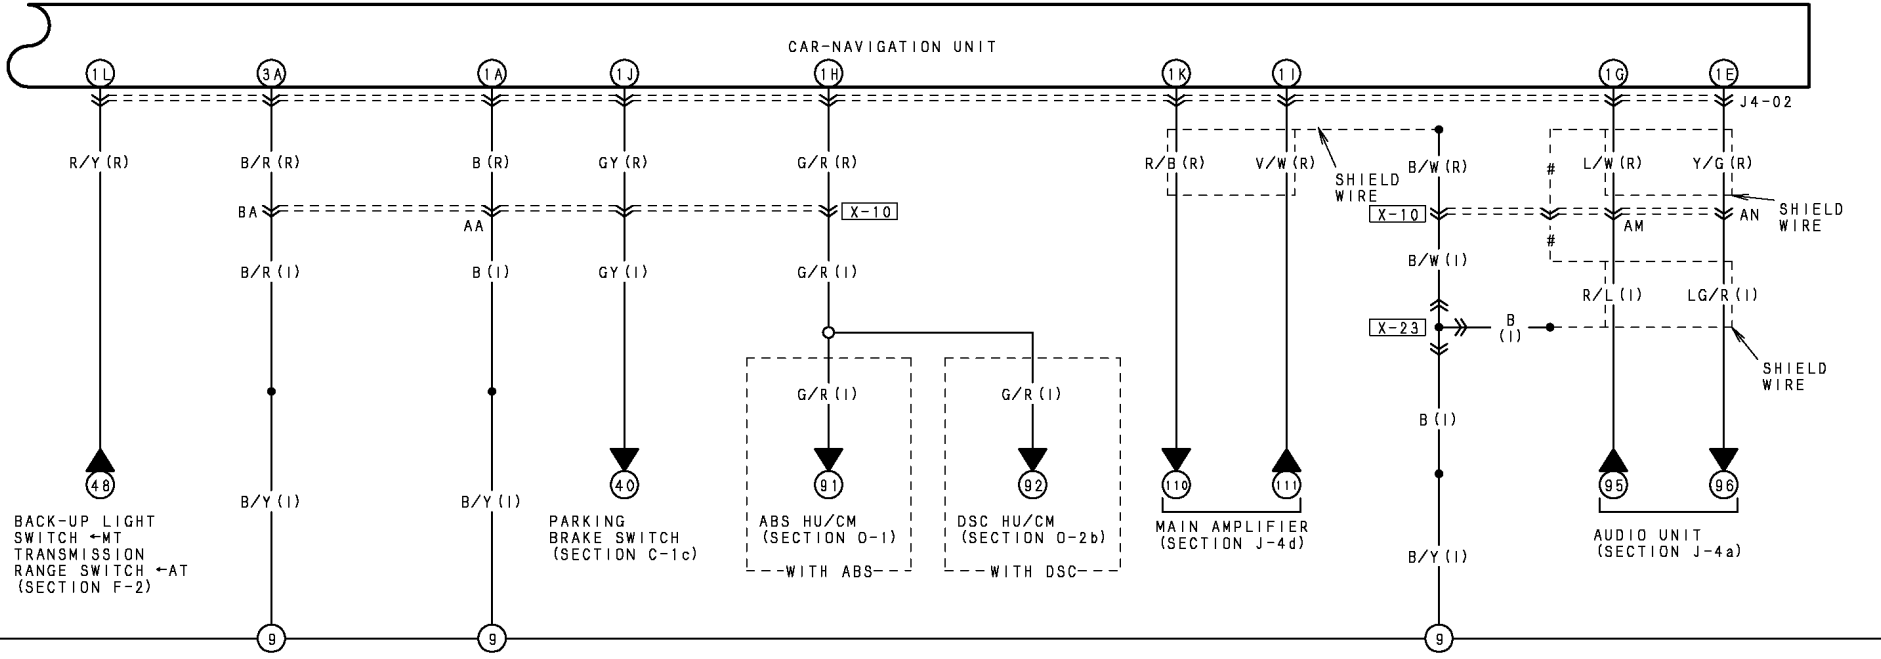 CAR-NAVIGATION UNIT
1L 3A 1A 1J 1H 1K 1I 1G 1E
J4-02
R/Y (R) B/R (R) B (R) GY (R) G/R (R) R/B (R) V/W (R) B/W (R) # L/W (R) Y/G (R)
SHIELD
WIRE
BA AA X-10 X-10 AM AN
SHIELD
WIRE
#
B/R (I) B (I) GY (I) G/R (I) B/W (I)
R/L (I) LG/R (I)
X-23 B
(I)
SHIELD
WIRE
G/R (I) G/R (I)
B (I)
48 40 91 92 110 111 95 96
B/Y (I) B/Y (I)
BACK-UP LIGHT
SWITCH ←MT
TRANSMISSION
RANGE SWITCH ←AT
(SECTION F-2)
PARKING
BRAKE SWITCH
(SECTION C-1c)
ABS HU/CM
(SECTION O-1)
WITH ABS
DSC HU/CM
(SECTION O-2b)
WITH DSC
MAIN AMPLIFIER
(SECTION J-4d)
AUDIO UNIT
(SECTION J-4a)
B/Y (I)
9 9 9